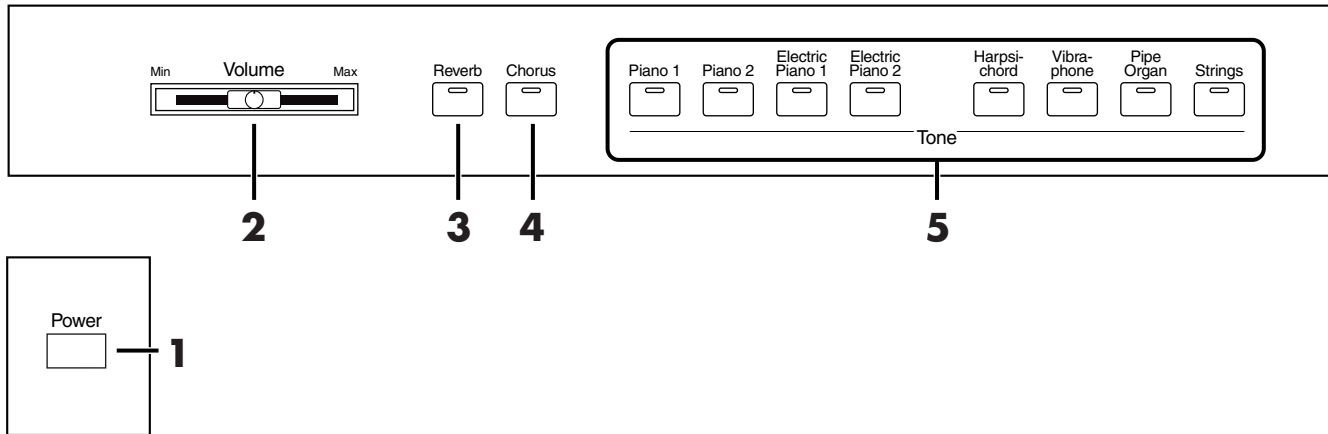 Min Volume Max
Reverb Chorus
Piano 1 Piano 2 Electric Piano 1 Electric Piano 2 Harpsi-
chord Vibra-
phone Pipe Organ Strings
Tone
2 3 4 5
Power
1